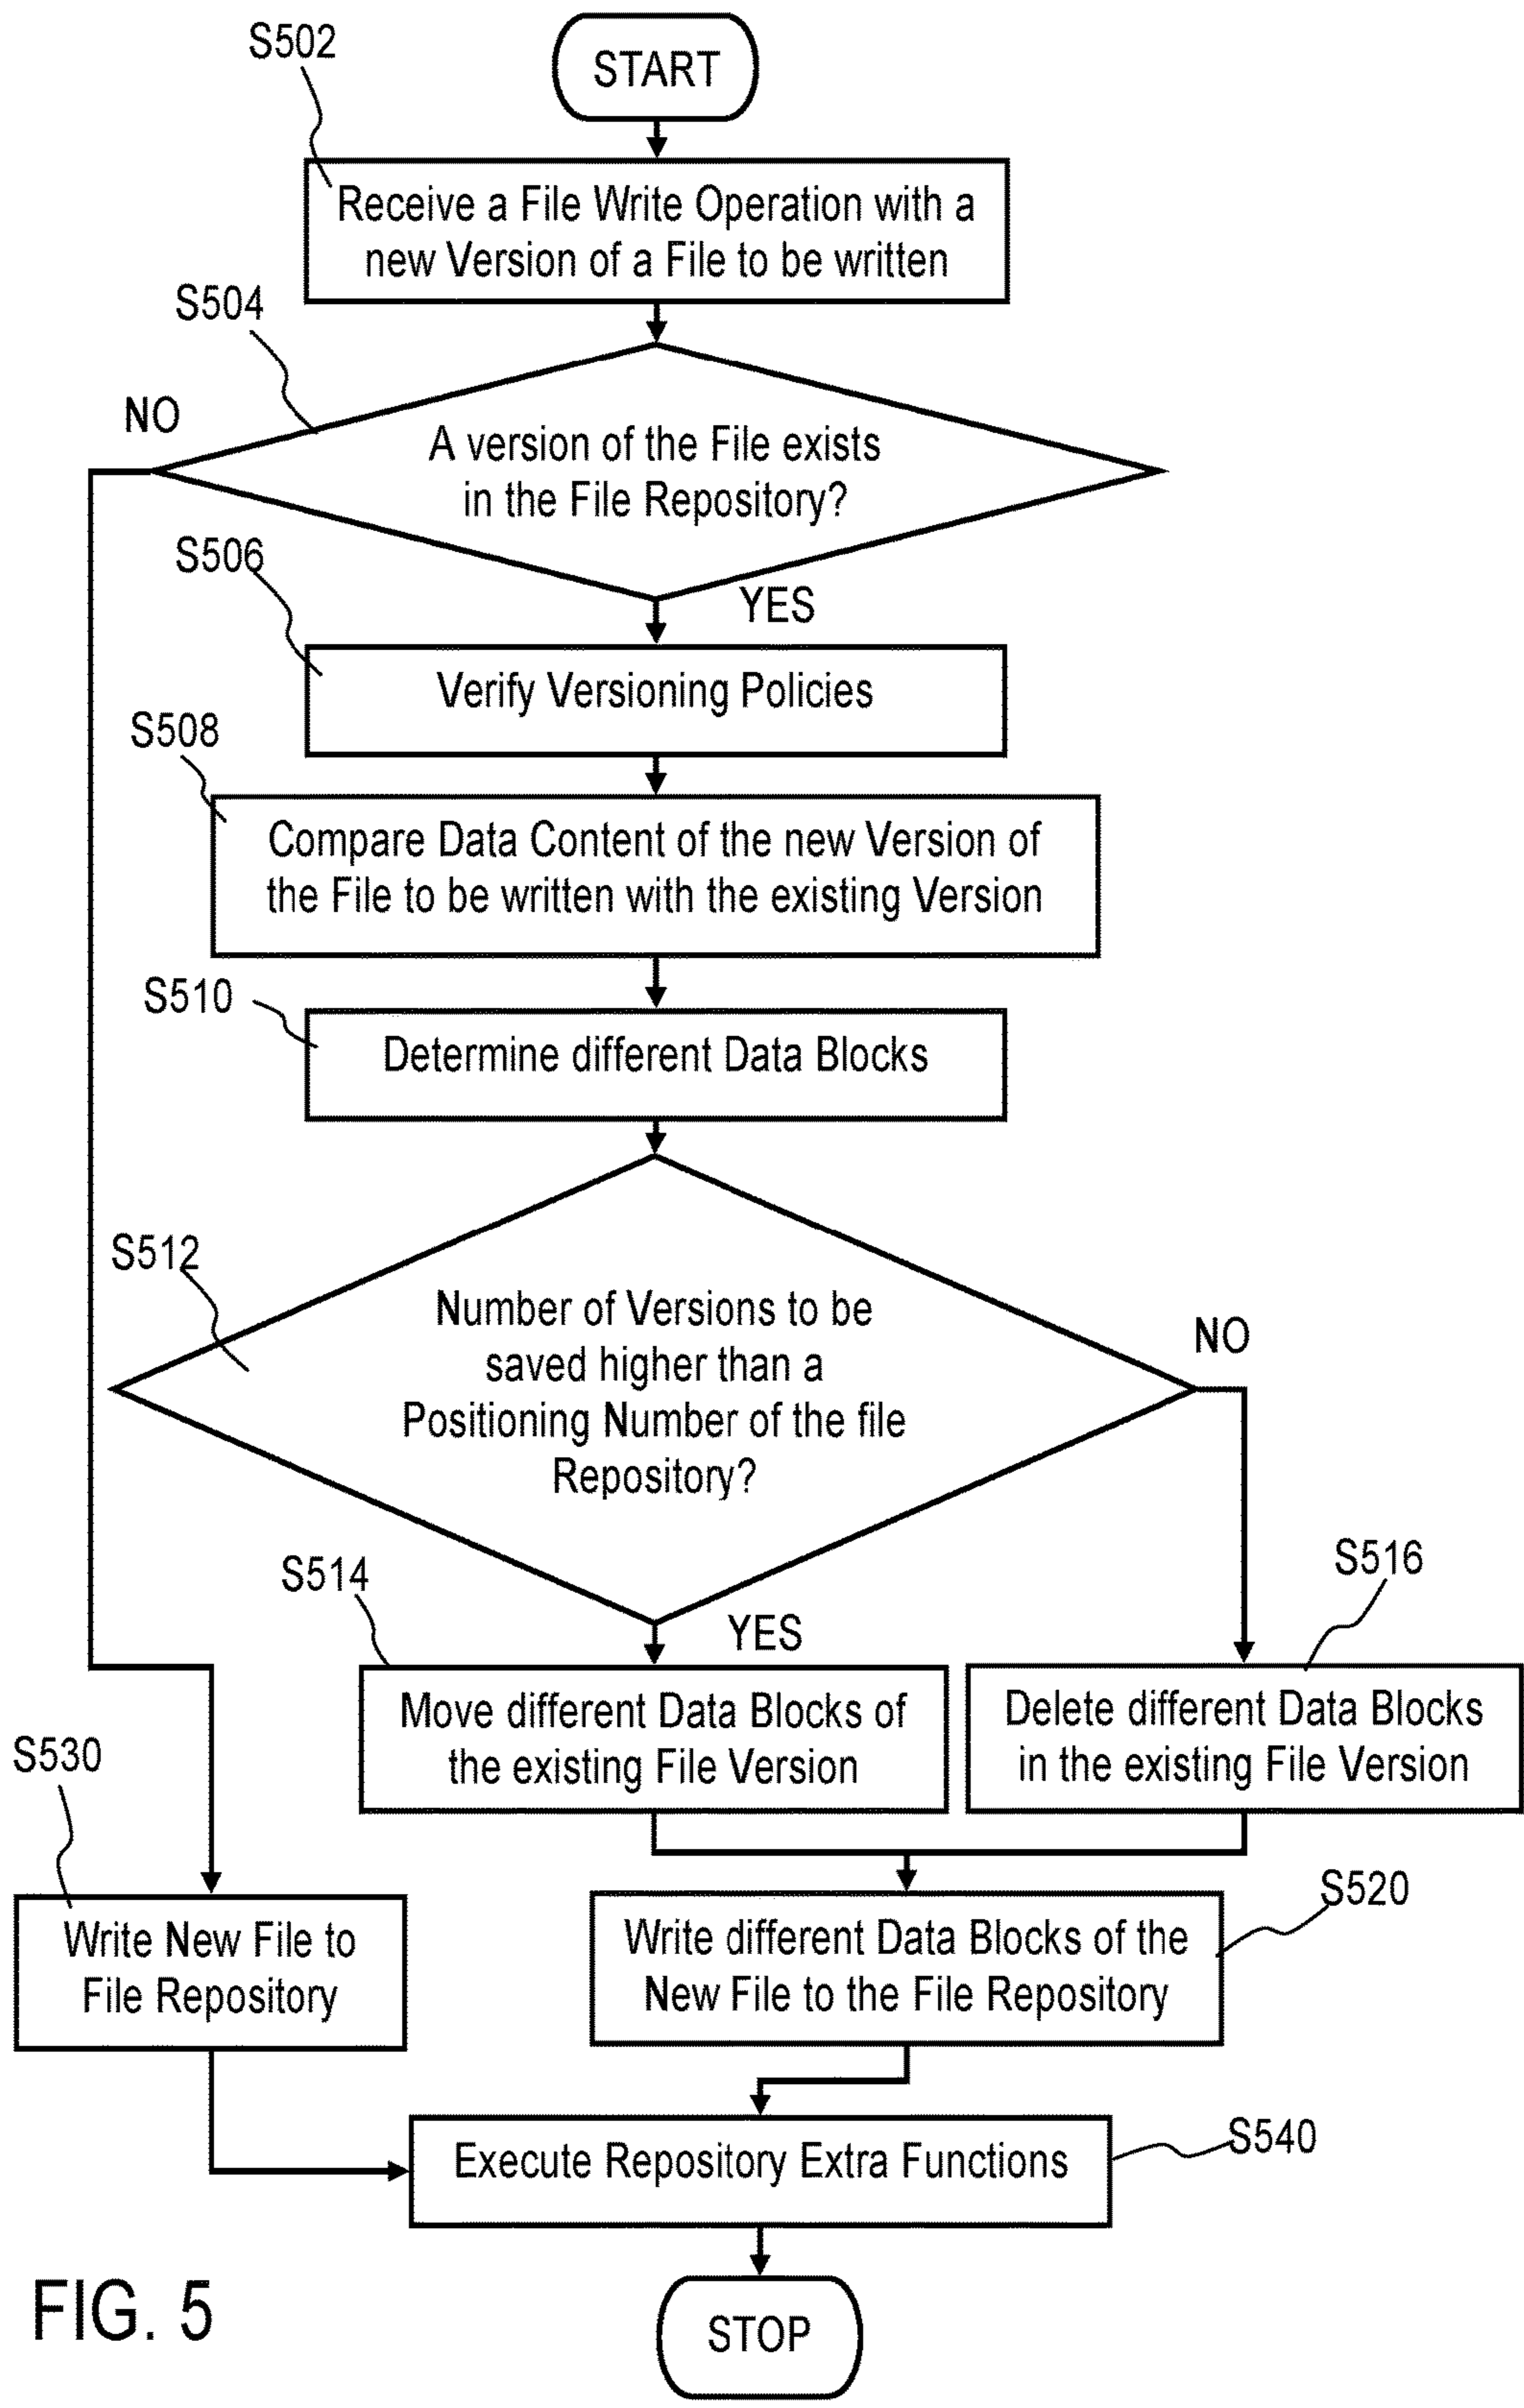 S502
START
Receive a File Write Operation with a
new Version of a File to be written
S504
NO
A version of the File exists
in the File Repository?
S506
YES
Verify Versioning Policies
S508
Compare Data Content of the new Version of
the File to be written with the existing Version
S510
Determine different Data Blocks
S512
Number of Versions to be
saved higher than a
Positioning Number of the file
Repository?
NO
S514
YES
S516
Move different Data Blocks of
the existing File Version
Delete different Data Blocks
in the existing File Version
S530
Write New File to
File Repository
S520
Write different Data Blocks of the
New File to the File Repository
S540
Execute Repository Extra Functions
FIG. 5
STOP